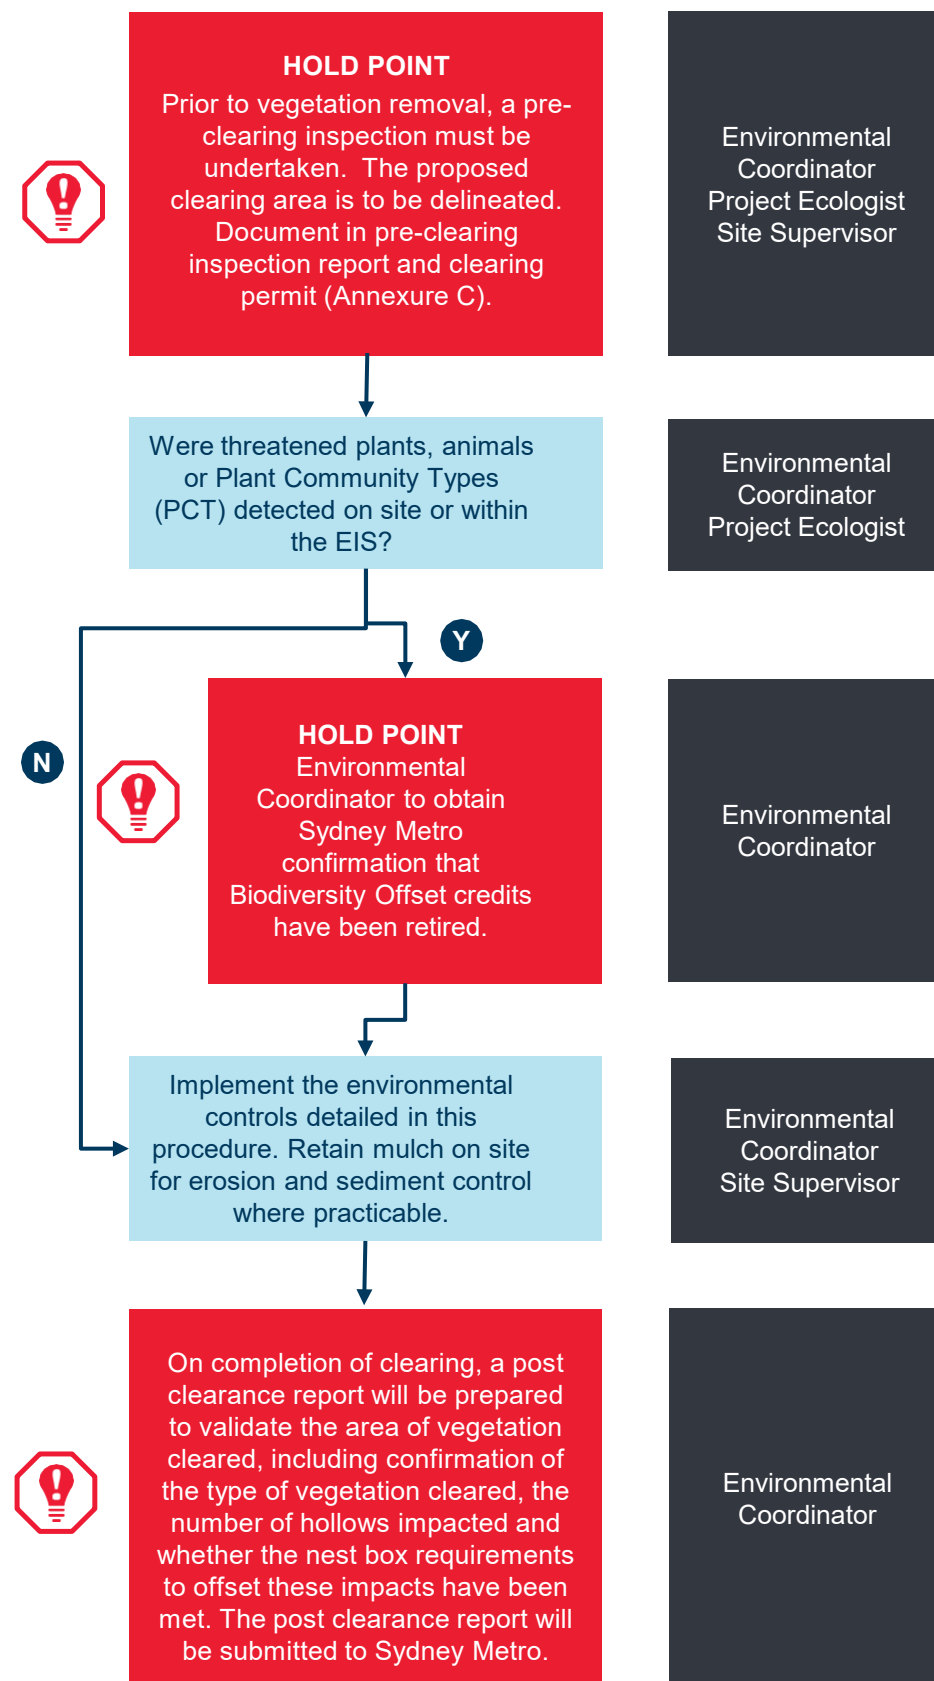 HOLD POINT
Prior to vegetation removal, a pre-
clearing inspection must be
undertaken.  The proposed
clearing area is to be delineated.
Document in pre-clearing
inspection report and clearing
permit (Annexure C).
Environmental
Coordinator
Project Ecologist
Site Supervisor
Were threatened plants, animals
or Plant Community Types
(PCT) detected on site or within
the EIS?
Environmental
Coordinator
Project Ecologist
Y
N
HOLD POINT
Environmental
Coordinator to obtain
Sydney Metro
confirmation that
Biodiversity Offset credits
have been retired.
Environmental
Coordinator
Implement the environmental
controls detailed in this
procedure. Retain mulch on site
for erosion and sediment control
where practicable.
Environmental
Coordinator
Site Supervisor
On completion of clearing, a post
clearance report will be prepared
to validate the area of vegetation
cleared, including confirmation of
the type of vegetation cleared, the
number of hollows impacted and
whether the nest box requirements
to offset these impacts have been
met. The post clearance report will
be submitted to Sydney Metro.
Environmental
Coordinator